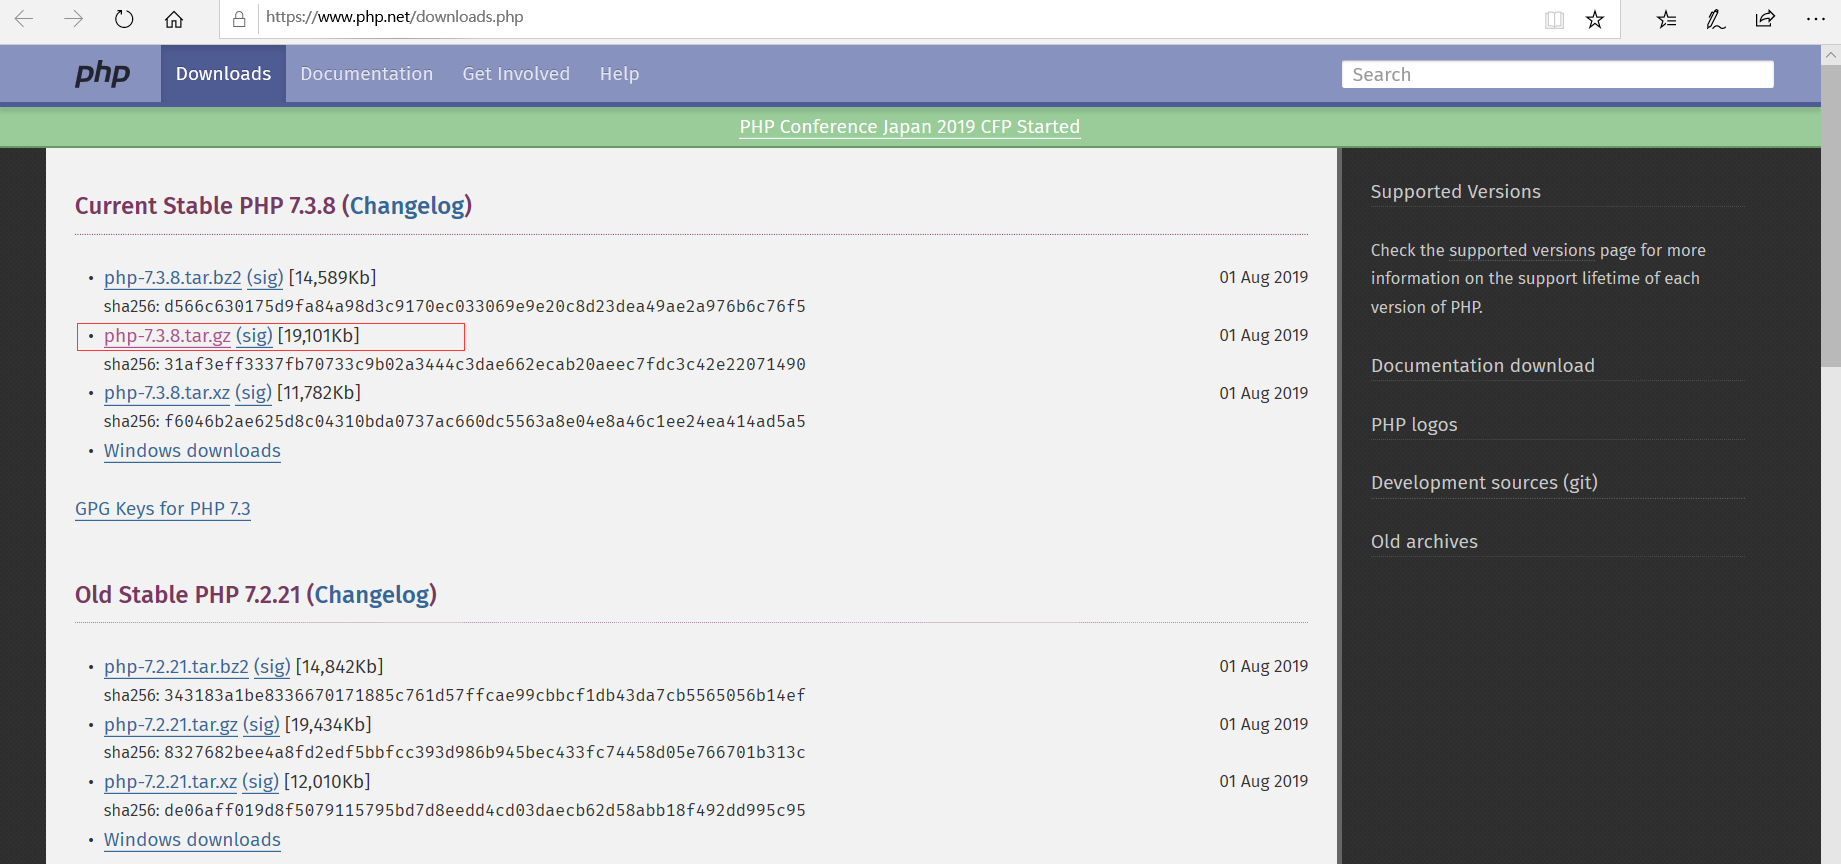 https://www.php.net/downloads.php
php
Downloads
Documentation
Get Involved
Help
Search
PHP Conference Japan 2019 CFP Started
Current Stable PHP 7.3.8 (Changelog)
• php-7.3.8.tar.bz2 (sig) [14,589Kb] 01 Aug 2019
sha256: d566c630175d9fa84a98d3c9170ec033069e9e20c8d23dea49ae2a976b6c76f5
• php-7.3.8.tar.gz (sig) [19,101Kb] 01 Aug 2019
sha256: 31af3eff3337fb70733c9b02a3444c3dae662ecab20aeec7fdc3c42e22071490
• php-7.3.8.tar.xz (sig) [11,782Kb] 01 Aug 2019
sha256: f6046b2ae625d8c04310bda0737ac660dc5563a8e04e8a46c1ee24ea414ad5a5
• Windows downloads
GPG Keys for PHP 7.3
Old Stable PHP 7.2.21 (Changelog)
• php-7.2.21.tar.bz2 (sig) [14,842Kb] 01 Aug 2019
sha256: 343183a1be8336670171885c761d57ffcae99cbbcf1db43da7cb5565056b14ef
• php-7.2.21.tar.gz (sig) [19,434Kb] 01 Aug 2019
sha256: 8327682bee4a8fd2edf5bbfcc393d986b945bec433fc74458d05e766701b313c
• php-7.2.21.tar.xz (sig) [12,010Kb] 01 Aug 2019
sha256: de06aff019d8f5079115795bd7d8eedd4cd03daecb62d58abb18f492dd995c95
• Windows downloads
Supported Versions
Check the supported versions page for more
information on the support lifetime of each
version of PHP.
Documentation download
PHP logos
Development sources (git)
Old archives